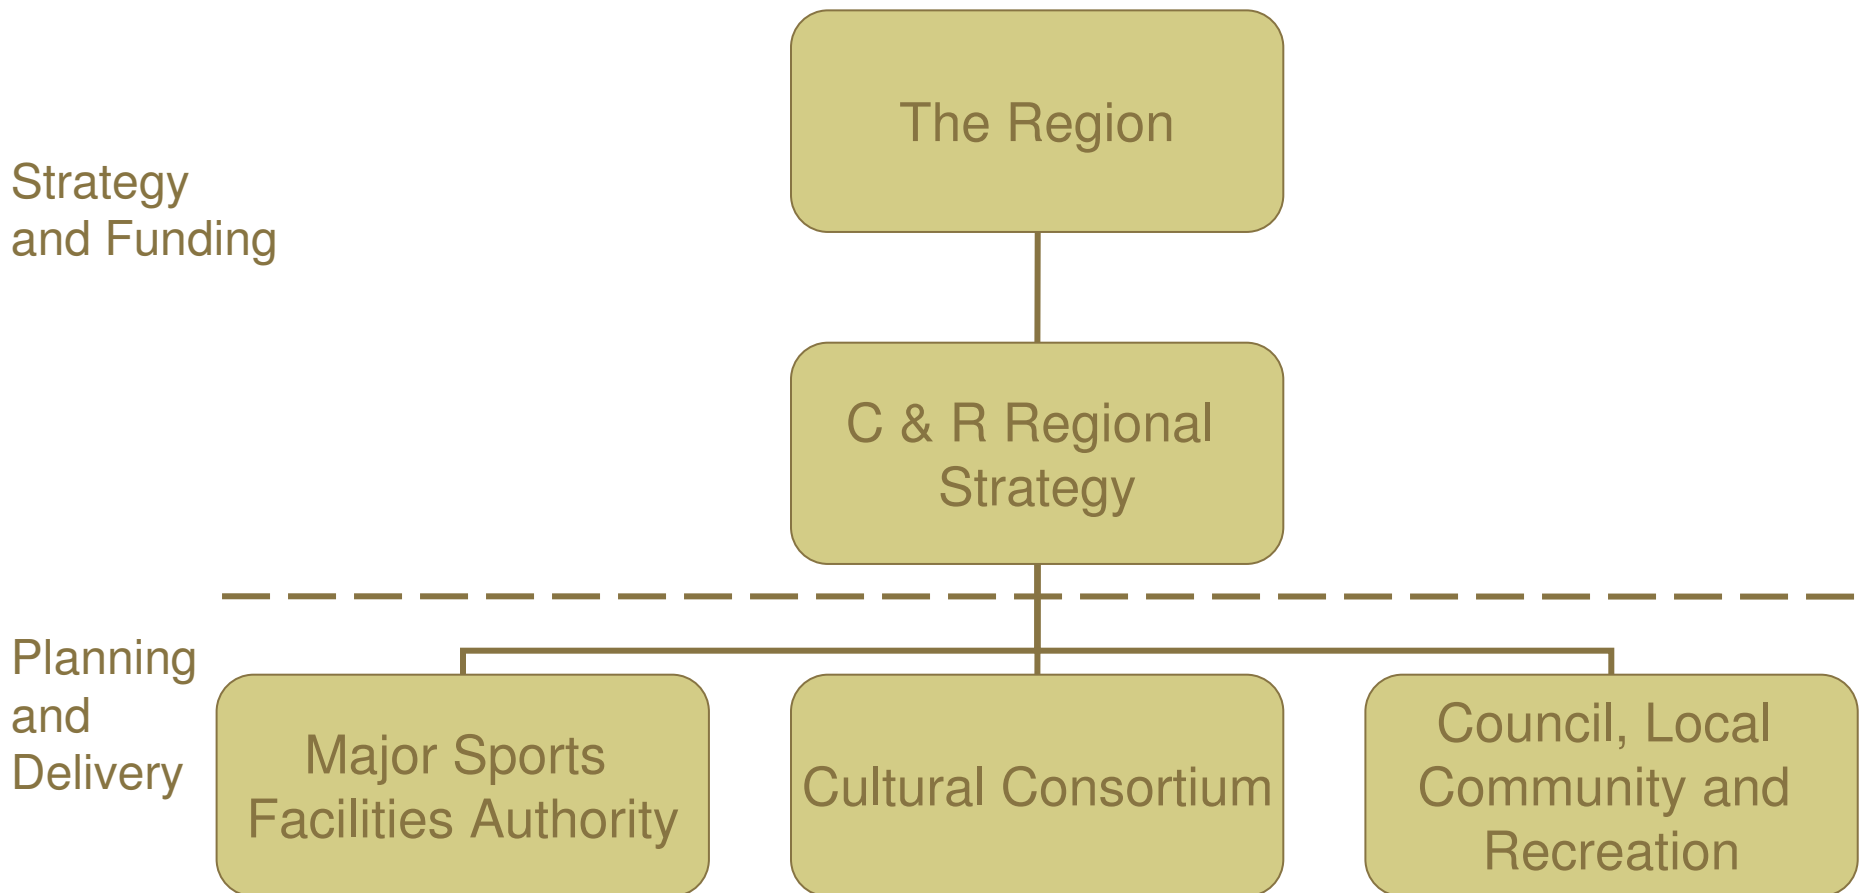 The Region
Strategy
and Funding
C & R Regional
Strategy
Planning
and
Delivery
Major Sports
Facilities Authority
Cultural Consortium
Council, Local
Community and
Recreation